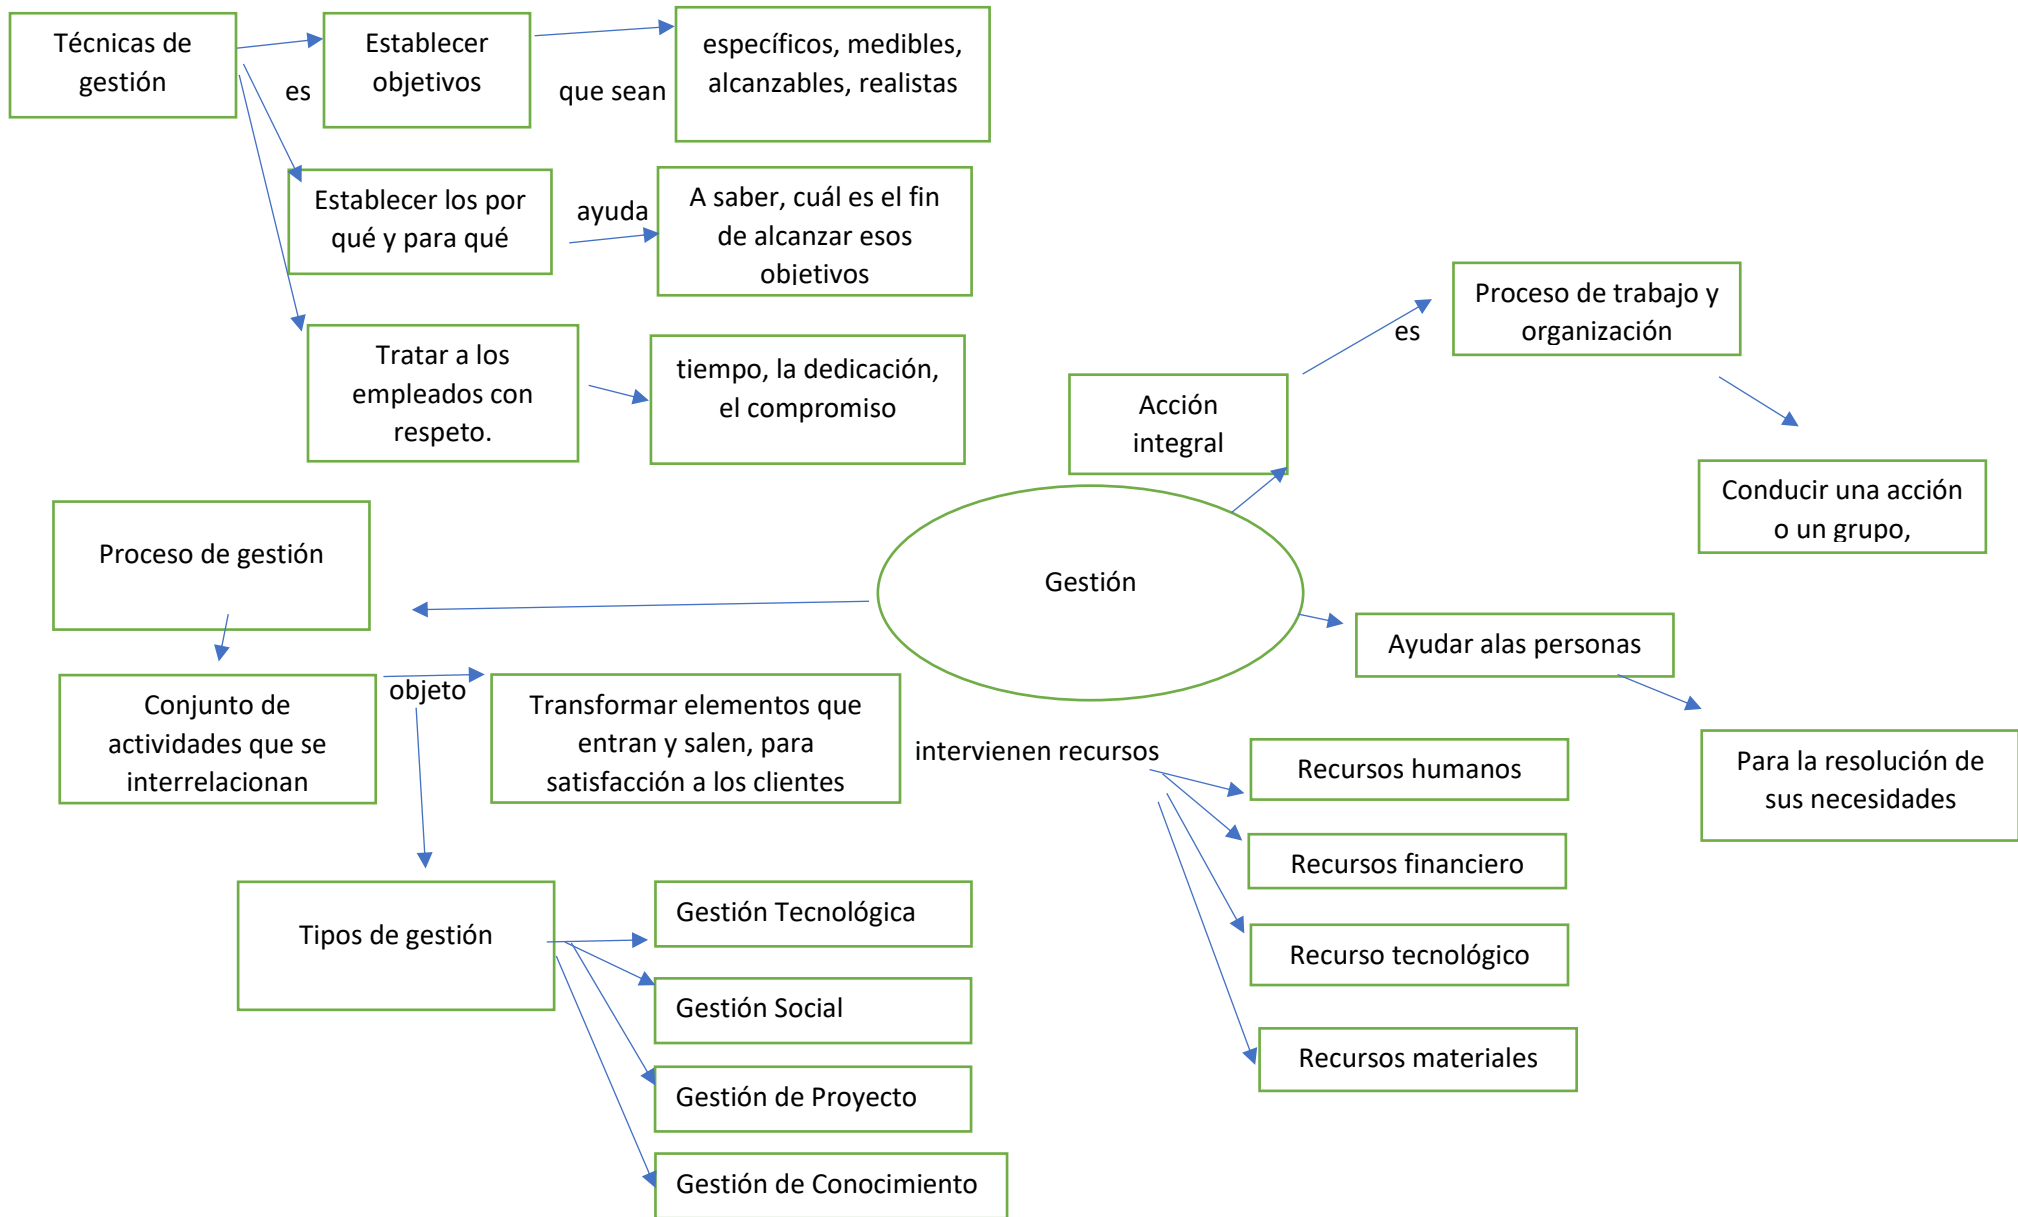 Técnicas de
gestión
es
Establecer
objetivos
que sean
específicos, medibles,
alcanzables, realistas
Establecer los por
qué y para qué
ayuda
A saber, cuál es el fin
de alcanzar esos
objetivos
Tratar a los
empleados con
respeto.
tiempo, la dedicación,
el compromiso
Acción
integral
es
Proceso de trabajo y
organización
Conducir una acción
o un grupo,
Gestión
Ayudar alas personas
Para la resolución de
sus necesidades
Proceso de gestión
Conjunto de
actividades que se
interrelacionan
objeto
Transformar elementos que
entran y salen, para
satisfacción a los clientes
intervienen recursos
Recursos humanos
Recursos financiero
Recurso tecnológico
Recursos materiales
Tipos de gestión
Gestión Tecnológica
Gestión Social
Gestión de Proyecto
Gestión de Conocimiento